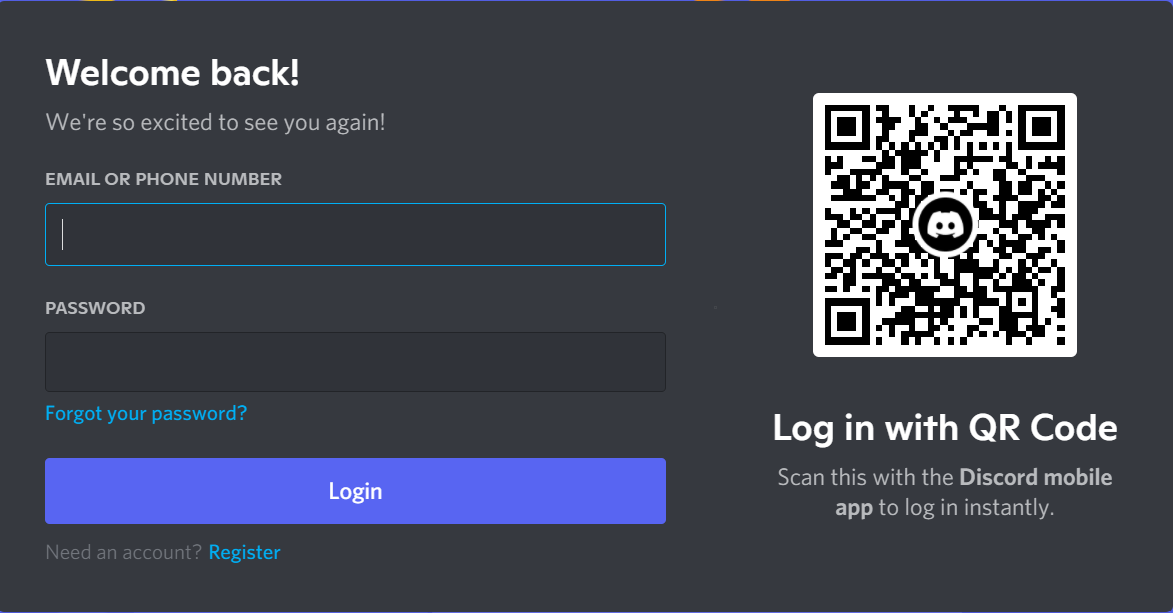 Welcome back!
We're so excited to see you again!
EMAIL OR PHONE NUMBER
PASSWORD
Forgot your password?
Login
Need an account? Register
Log in with QR Code
Scan this with the Discord mobile
app to log in instantly.